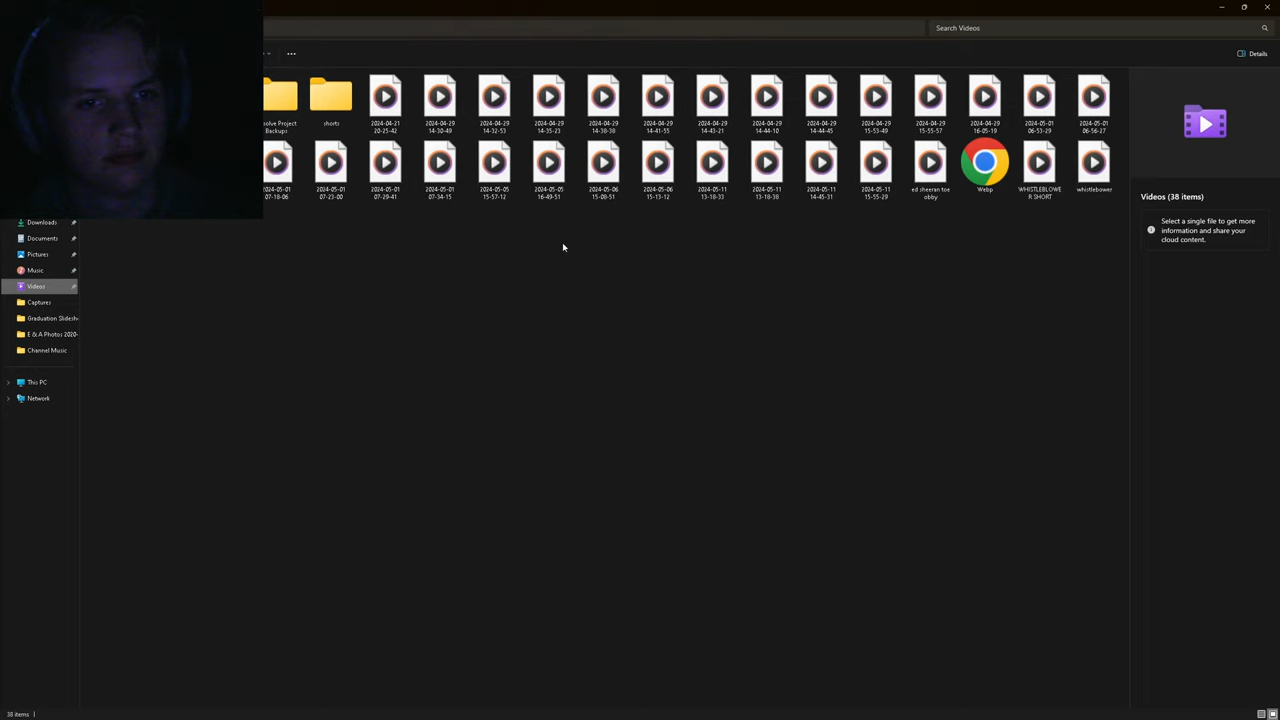 Search Videos
Details
solve Project
Backups
shorts
2024-04-21
20-25-42
2024-04-29
14-30-49
2024-04-29
14-32-53
2024-04-29
14-35-23
2024-04-29
14-38-38
2024-04-29
14-41-55
2024-04-29
14-43-21
2024-04-29
14-44-10
2024-04-29
14-44-45
2024-04-29
15-53-49
2024-04-29
15-55-57
2024-04-29
16-05-19
2024-05-01
06-53-29
2024-05-01
06-56-27
2024-05-01
07-18-06
2024-05-01
07-23-00
2024-05-01
07-29-41
2024-05-01
07-34-15
2024-05-05
15-57-12
2024-05-05
16-49-51
2024-05-06
15-08-51
2024-05-06
15-13-12
2024-05-11
13-18-33
2024-05-11
13-18-38
2024-05-11
14-45-31
2024-05-11
15-55-29
ed sheeran toe
obby
Webp
WHISTLEBLOWE
R SHORT
whistlebower
Videos (38 items)
Select a single file to get more
information and share your
cloud content.
Downloads
Documents
Pictures
Music
Videos
Captures
Graduation Slidesh
E & A Photos 2020-
Channel Music
This PC
Network
38 items